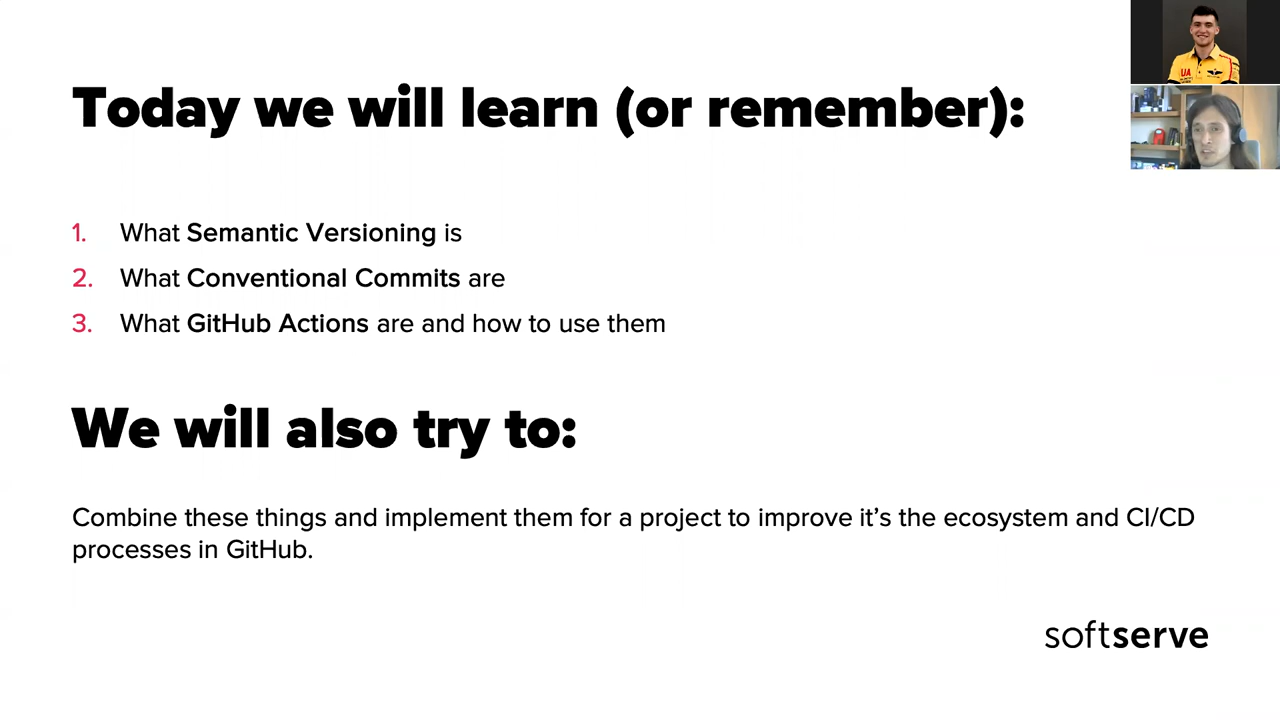 Today we will learn (or remember):
1. What Semantic Versioning is
2. What Conventional Commits are
3. What GitHub Actions are and how to use them
We will also try to:
Combine these things and implement them for a project to improve it’s the ecosystem and CI/CD
processes in GitHub.
softserve
UA